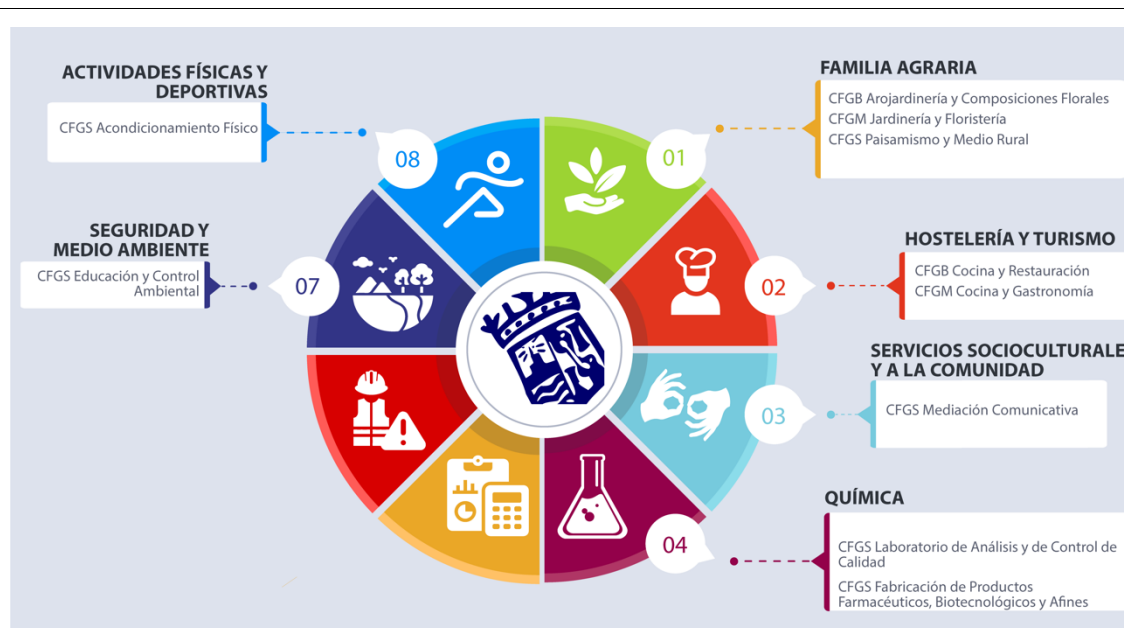 ACTIVIDADES FÍSICAS Y
DEPORTIVAS
CFGS Acondicionamiento Físico
08
SEGURIDAD Y
MEDIO AMBIENTE
CFGS Educación y Control
Ambiental
07
FAMILIA AGRARIA
CFGB Arojardinería y Composiciones Florales
CFGM Jardinería y Floristería
CFGS Paisamismo y Medio Rural
01
HOSTELERÍA Y TURISMO
CFGB Cocina y Restauración
CFGM Cocina y Gastronomía
02
SERVICIOS SOCIOCULTURALE
Y A LA COMUNIDAD
CFGS Mediación Comunicativa
03
QUÍMICA
CFGS Laboratorio de Análisis y de Control de
Calidad
CFGS Fabricación de Productos
Farmacéuticos, Biotecnológicos y Afines
04